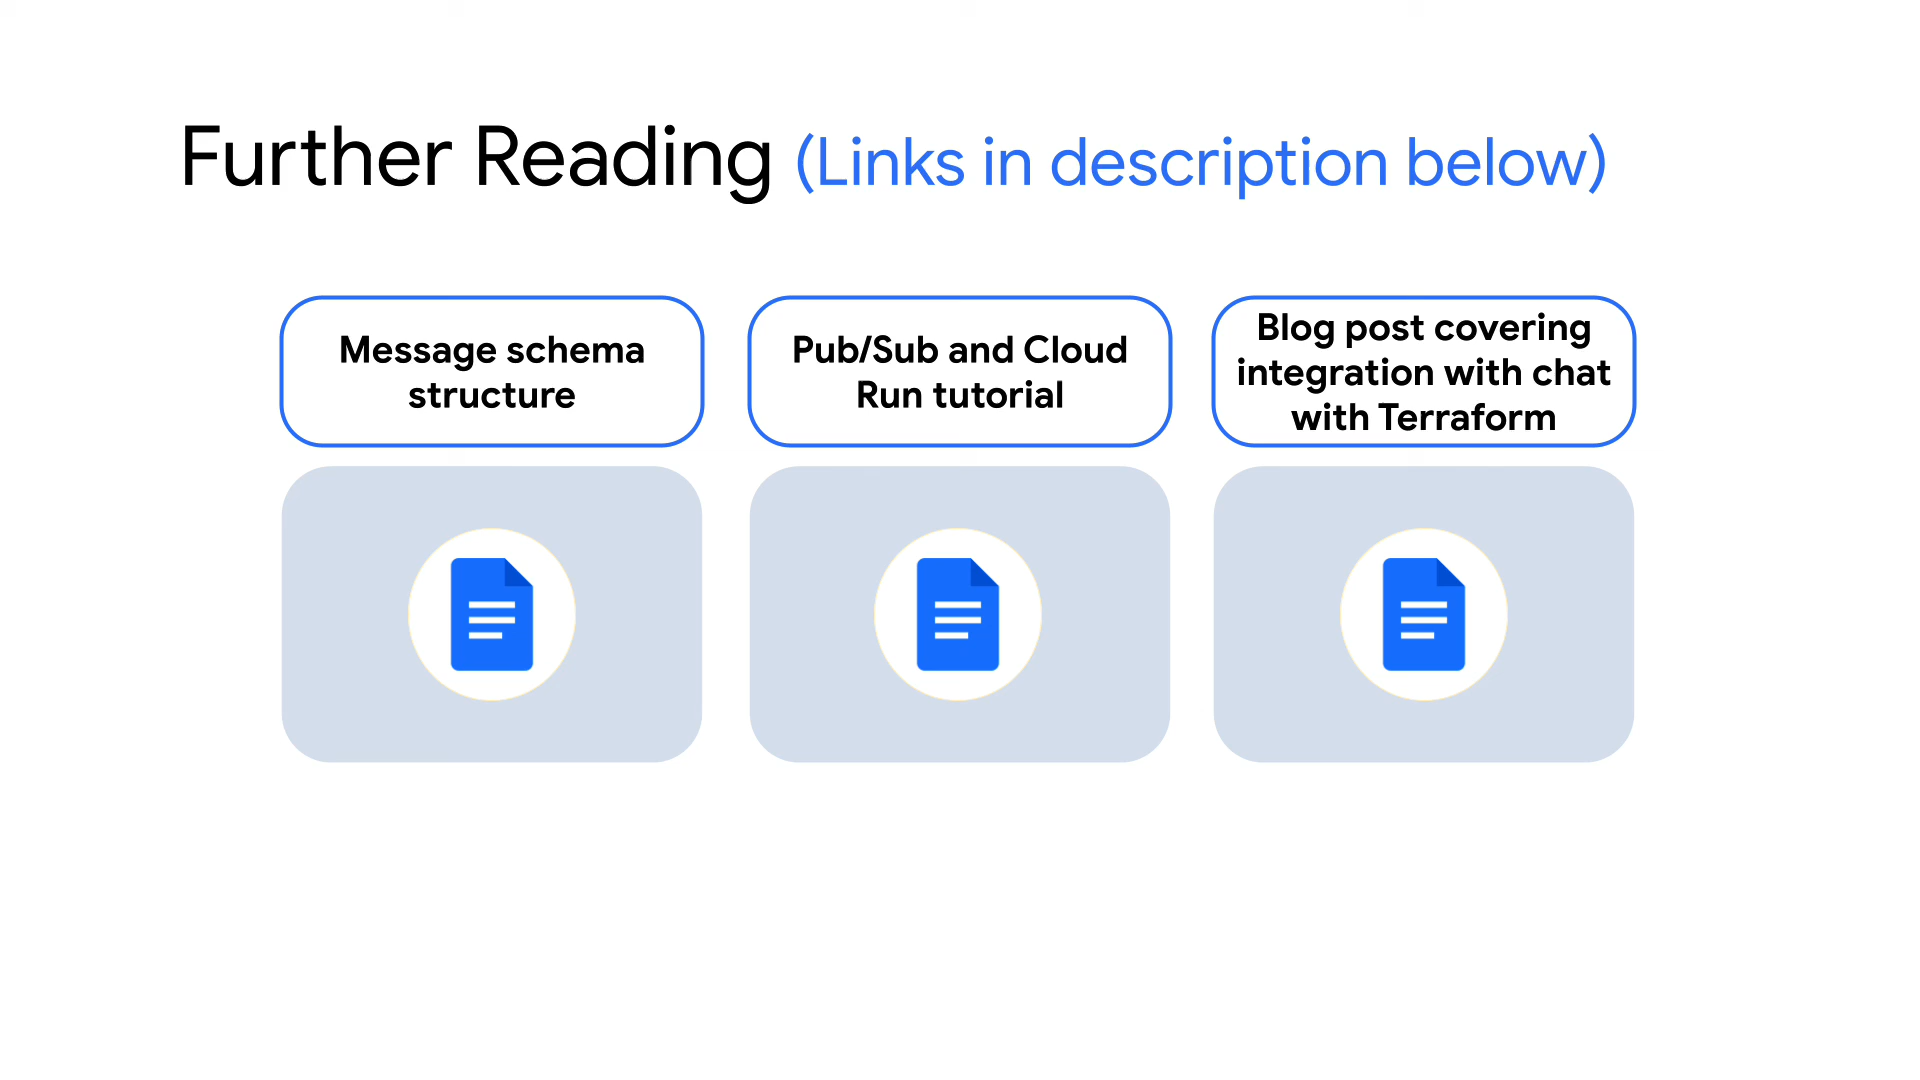 Further Reading (Links in description below)
Message schema
structure
Pub/Sub and Cloud
Run tutorial
Blog post covering
integration with chat
with Terraform